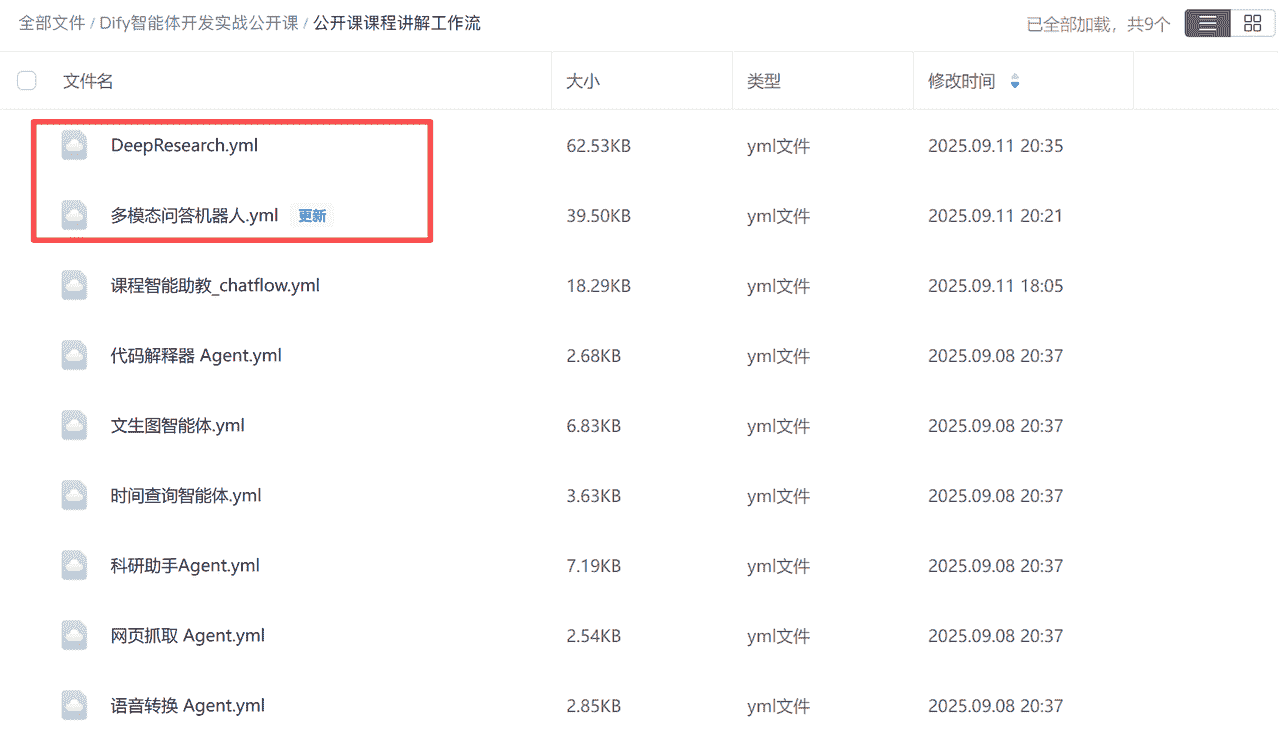 全部文件 / Dify智能体开发实战公开课 / 公开课课程讲解工作流 已全部加载，共9个
文件名 大小 类型 修改时间
DeepResearch.yml 62.53KB yml文件 2025.09.11 20:35
多模态问答机器人.yml 更新 39.50KB yml文件 2025.09.11 20:21
课程智能助教_chatflow.yml 18.29KB yml文件 2025.09.11 18:05
代码解释器 Agent.yml 2.68KB yml文件 2025.09.08 20:37
文生图智能体.yml 6.83KB yml文件 2025.09.08 20:37
时间查询智能体.yml 3.63KB yml文件 2025.09.08 20:37
科研助手Agent.yml 7.19KB yml文件 2025.09.08 20:37
网页抓取 Agent.yml 2.54KB yml文件 2025.09.08 20:37
语音转换 Agent.yml 2.85KB yml文件 2025.09.08 20:37